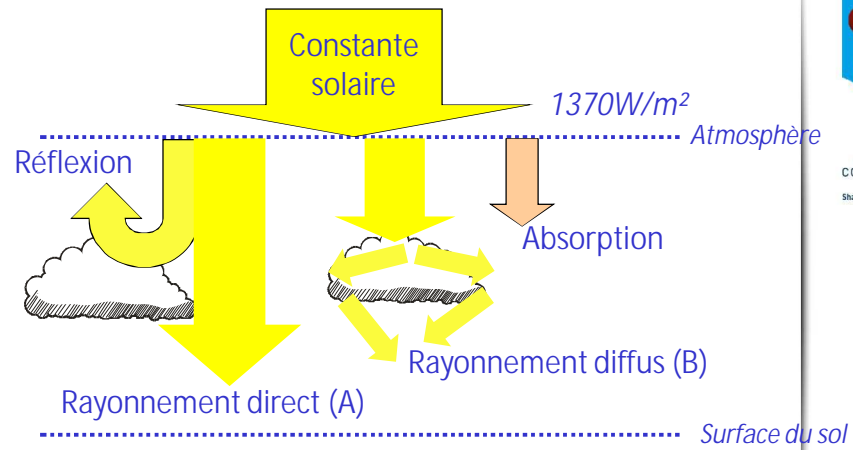 Constante
solaire
1370W/m²
Atmosphère
Réflexion
Absorption
Rayonnement diffus (B)
Rayonnement direct (A)
Surface du sol